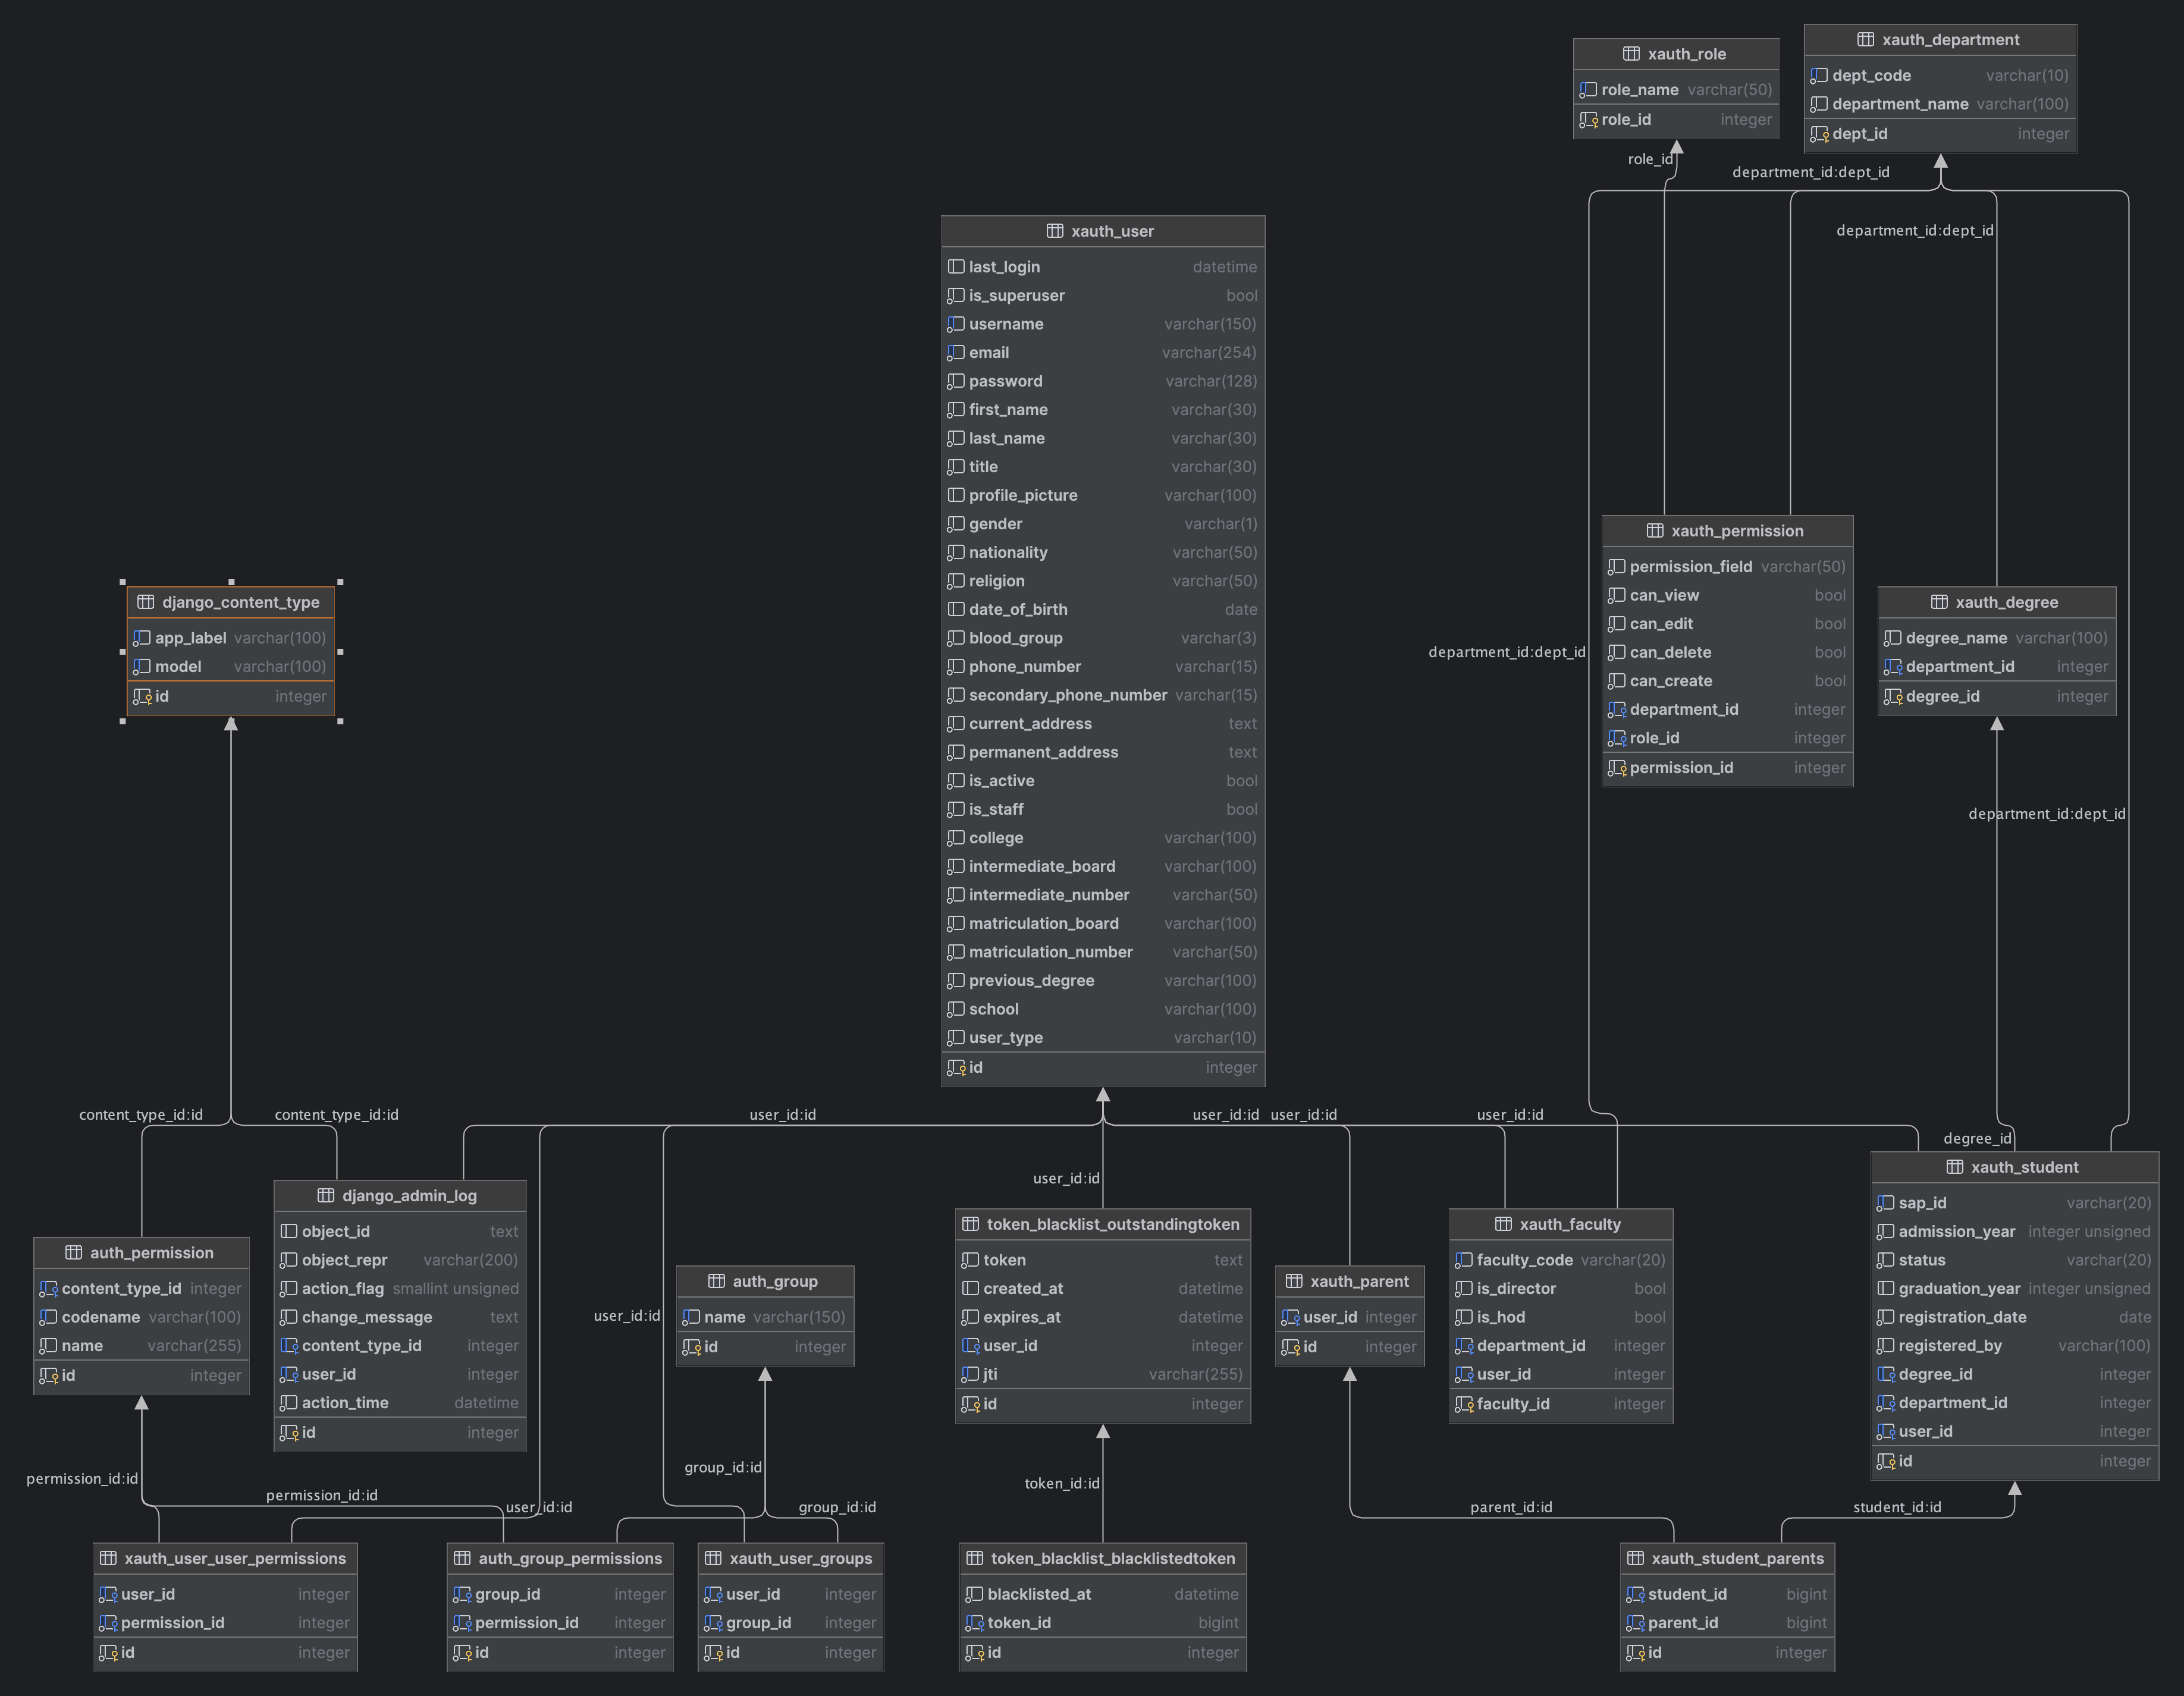 xauth_role
role_name varchar(50)
role_id integer
xauth_department
dept_code varchar(10)
department_name varchar(100)
dept_id integer
role_id
department_id:dept_id
department_id:dept_id
xauth_user
last_login datetime
is_superuser bool
username varchar(150)
email varchar(254)
password varchar(128)
first_name varchar(30)
last_name varchar(30)
title varchar(30)
profile_picture varchar(100)
gender varchar(1)
nationality varchar(50)
religion varchar(50)
date_of_birth date
blood_group varchar(3)
phone_number varchar(15)
secondary_phone_number varchar(15)
current_address text
permanent_address text
is_active bool
is_staff bool
college varchar(100)
intermediate_board varchar(100)
intermediate_number varchar(50)
matriculation_board varchar(100)
matriculation_number varchar(50)
previous_degree varchar(100)
school varchar(100)
user_type varchar(10)
id integer
xauth_permission
permission_field varchar(50)
can_view bool
can_edit bool
can_delete bool
can_create bool
department_id integer
role_id integer
permission_id integer
xauth_degree
degree_name varchar(100)
department_id integer
degree_id integer
django_content_type
app_label varchar(100)
model varchar(100)
id integer
department_id:dept_id
department_id:dept_id
content_type_id:id
content_type_id:id
user_id:id
user_id:id
user_id:id
user_id:id
degree_id
user_id:id
auth_permission
content_type_id integer
codename varchar(100)
name varchar(255)
id integer
django_admin_log
object_id text
object_repr varchar(200)
action_flag smallint unsigned
change_message text
content_type_id integer
user_id integer
action_time datetime
id integer
user_id:id
auth_group
name varchar(150)
id integer
token_blacklist_outstandingtoken
token text
created_at datetime
expires_at datetime
user_id integer
jti varchar(255)
id integer
xauth_parent
user_id integer
id integer
xauth_faculty
faculty_code varchar(20)
is_director bool
is_hod bool
department_id integer
user_id integer
faculty_id integer
xauth_student
sap_id varchar(20)
admission_year integer unsigned
status varchar(20)
graduation_year integer unsigned
registration_date date
registered_by varchar(100)
degree_id integer
department_id integer
user_id integer
id integer
permission_id:id
permission_id:id
user_id:id
group_id:id
group_id:id
token_id:id
parent_id:id
student_id:id
xauth_user_user_permissions
user_id integer
permission_id integer
id integer
auth_group_permissions
group_id integer
permission_id integer
id integer
xauth_user_groups
user_id integer
group_id integer
id integer
token_blacklist_blacklistedtoken
blacklisted_at datetime
token_id bigint
id integer
xauth_student_parents
student_id bigint
parent_id bigint
id integer